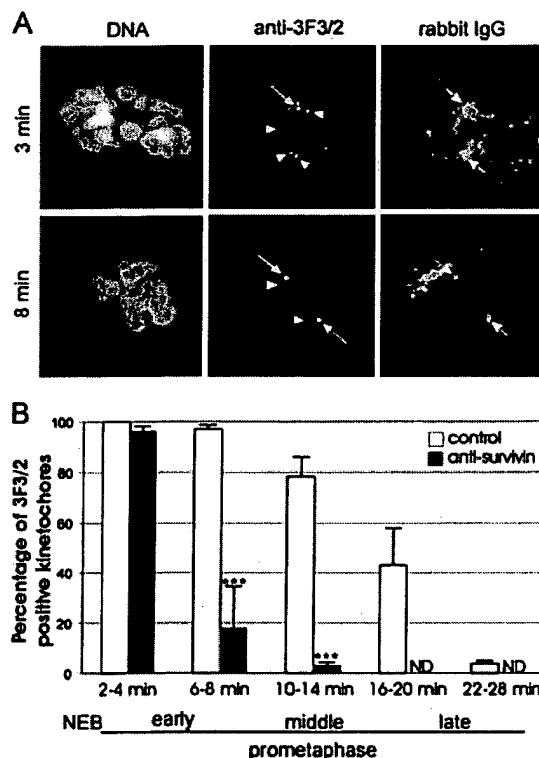 A
DNA anti-3F3/2 rabbit IgG
3 min
8 min
B
Percentage of 3F3/2
positive kinetochores
100
80
60
40
20
0
control
anti-survivin
***
***
ND
ND
2-4 min 6-8 min 10-14 min 16-20 min 22-28 min
NEB early middle late
prometaphase